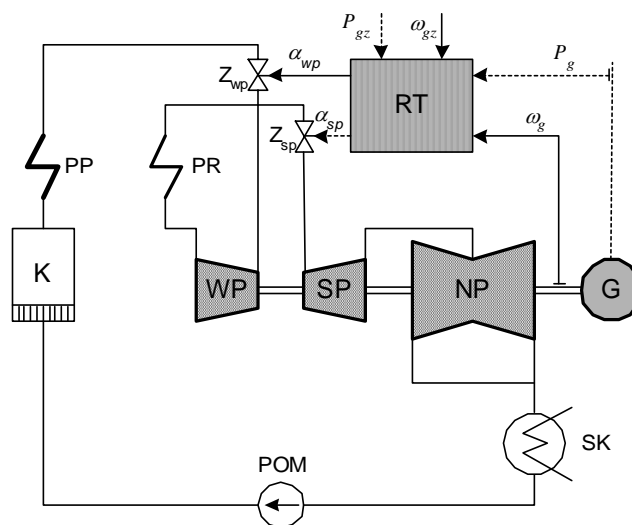 P_gz ω_gz
α_wp P_g
Z_wp
RT
α_sp ω_g
Z_sp
PP PR
K WP SP NP G
SK
POM